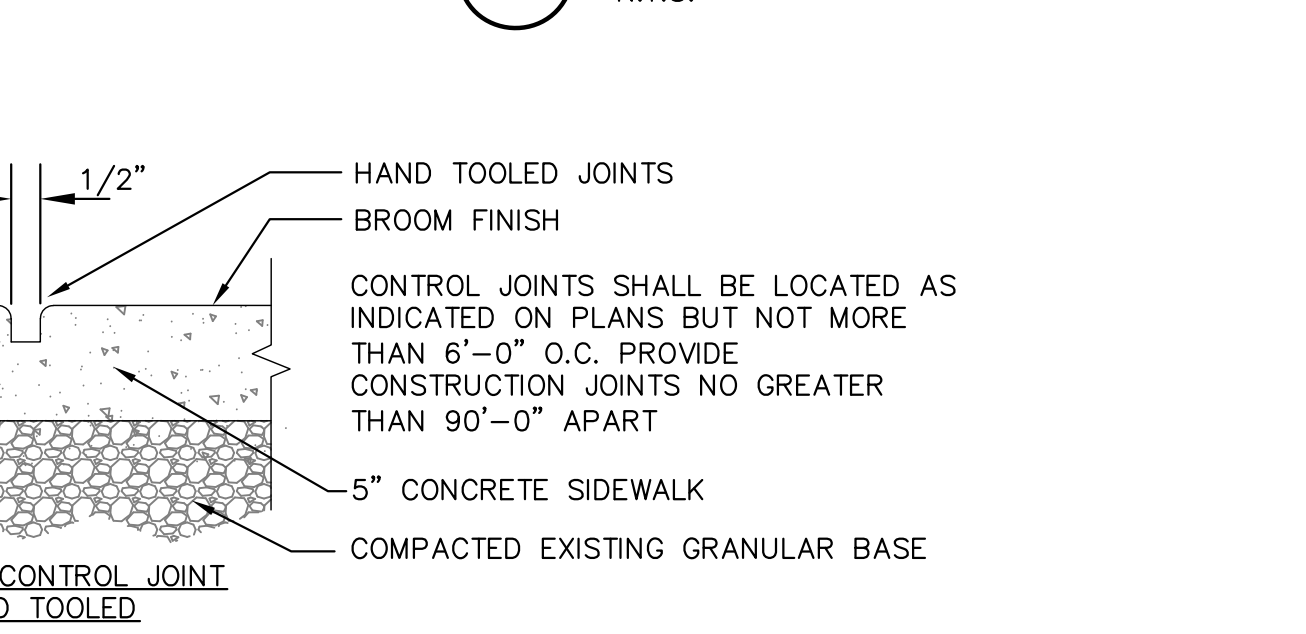 1/2”
HAND TOOLED JOINTS
BROOM FINISH
CONTROL JOINTS SHALL BE LOCATED AS
INDICATED ON PLANS BUT NOT MORE
THAN 6’–0” O.C. PROVIDE
CONSTRUCTION JOINTS NO GREATER
THAN 90’–0” APART
5” CONCRETE SIDEWALK
COMPACTED EXISTING GRANULAR BASE
CONTROL JOINT
TOOLED